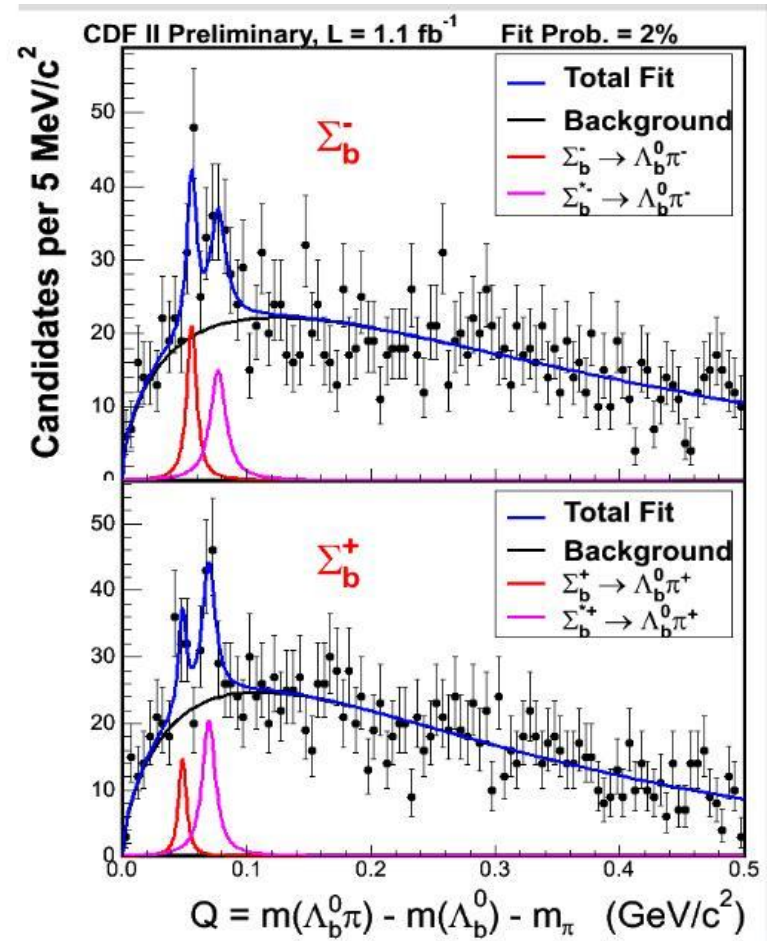 CDF II Preliminary, L = 1.1 fb⁻¹ Fit Prob. = 2%
Candidates per 5 MeV/c²
50
40
30
20
10
0
Σb⁻
Total Fit
Background
Σb⁻ → Λb⁰π⁻
Σb*⁻ → Λb⁰π⁻
50
40
30
20
10
0
Σb⁺
Total Fit
Background
Σb⁺ → Λb⁰π⁺
Σb*⁺ → Λb⁰π⁺
0.0 0.1 0.2 0.3 0.4 0.5
Q = m(Λb⁰π) - m(Λb⁰) - mπ (GeV/c²)